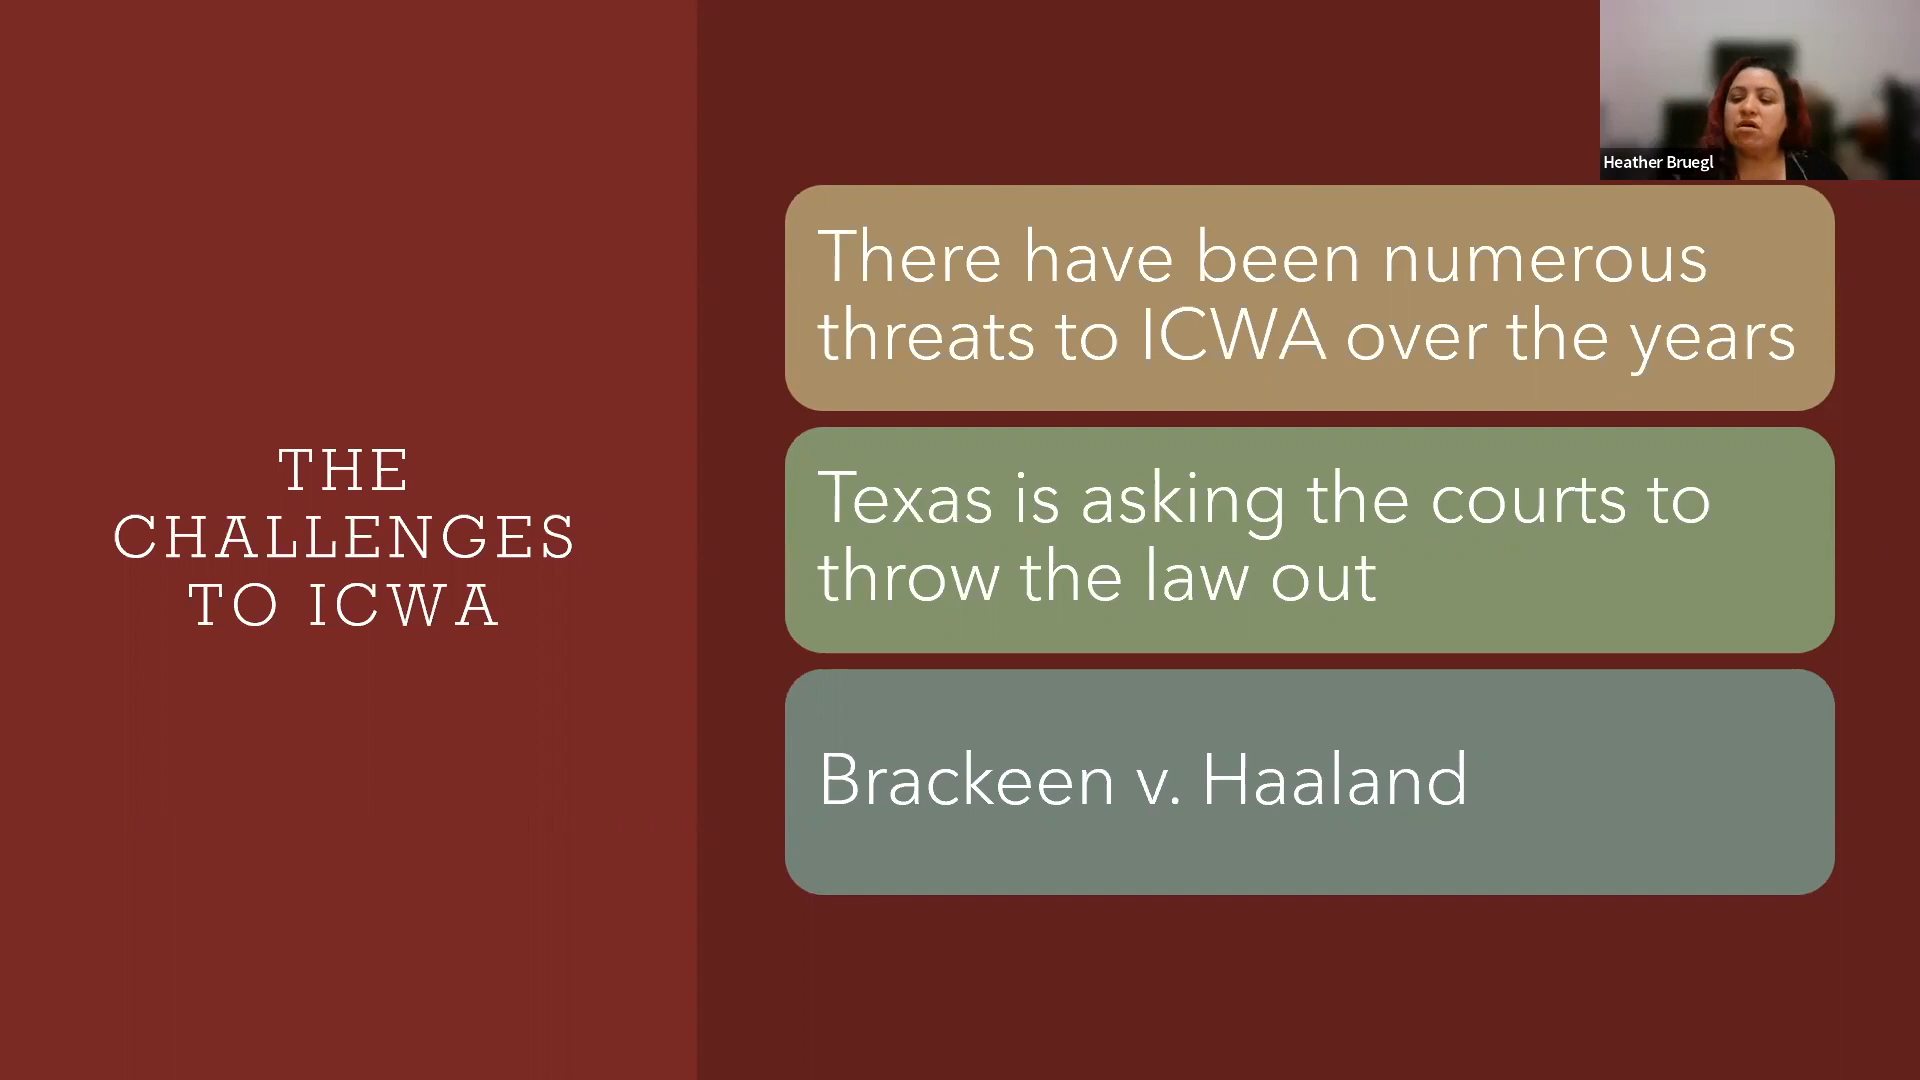 Heather Bruegl
THE
CHALLENGES
TO ICWA
There have been numerous
threats to ICWA over the years
Texas is asking the courts to
throw the law out
Brackeen v. Haaland